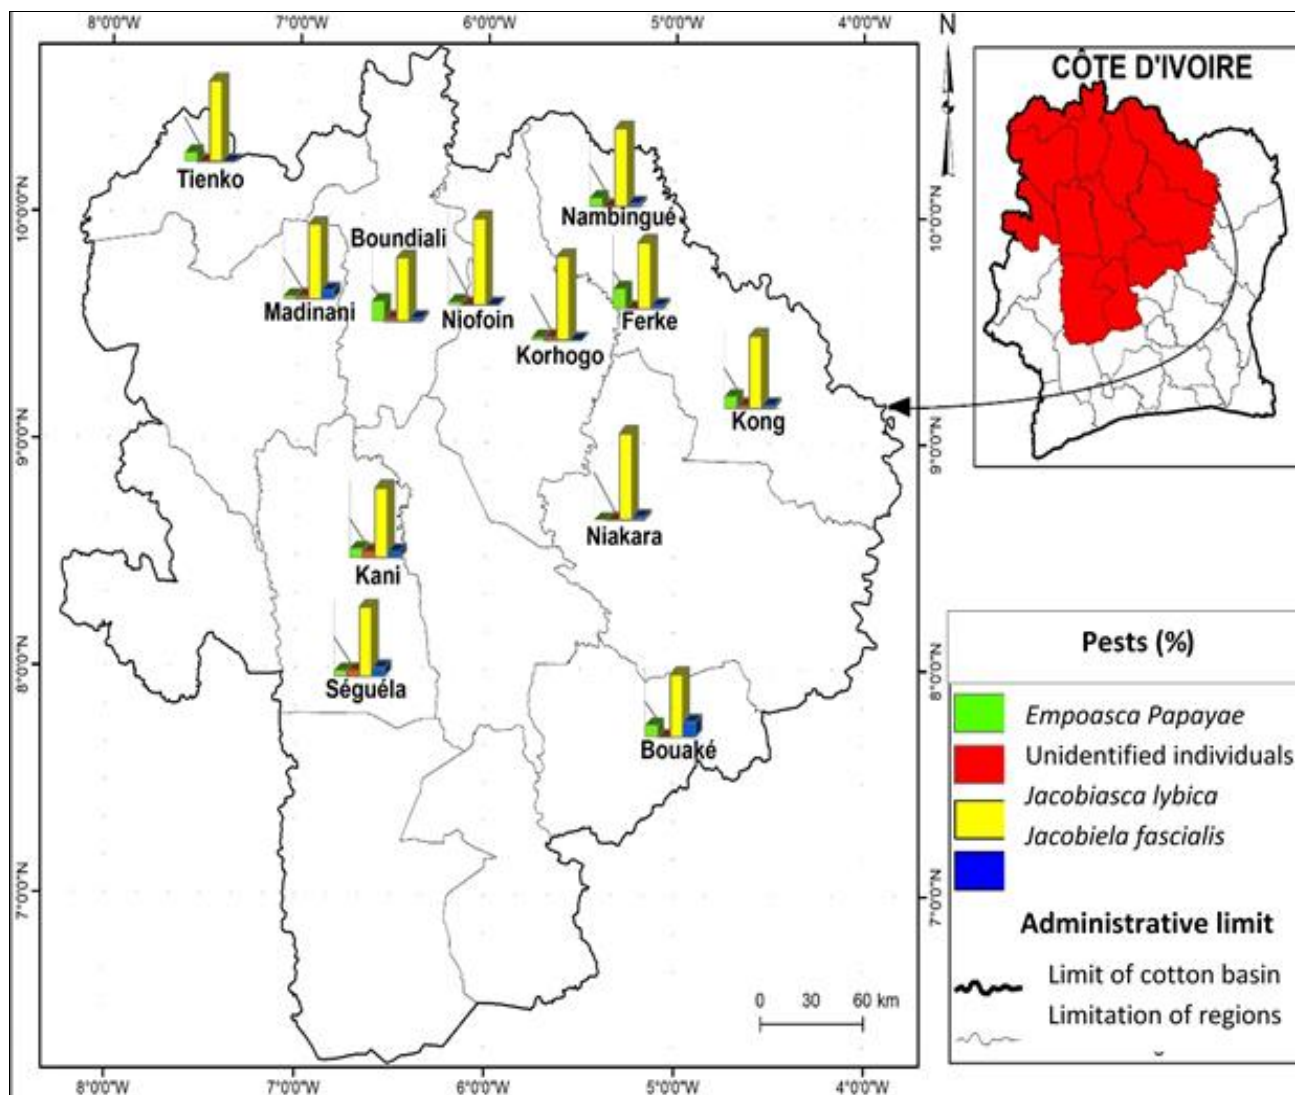 8°0'0"W 7°0'0"W 6°0'0"W 5°0'0"W 4°0'0"W
N
CÔTE D'IVOIRE
Tienko
Nambingué
10°0'0"N
10°0'0"N
Boundiali
Madinani
Niofoin
Ferke
Korhogo
Kong
9°0'0"N
9°0'0"N
Niakara
Kani
8°0'0"N
8°0'0"N
Séguéla
Bouaké
7°0'0"N
7°0'0"N
0 30 60 km
8°0'0"W 7°0'0"W 6°0'0"W 5°0'0"W 4°0'0"W
Pests (%)
Empoasca Papayae
Unidentified individuals
Jacobiasca lybica
Jacobiela fascialis
Administrative limit
Limit of cotton basin
Limitation of regions